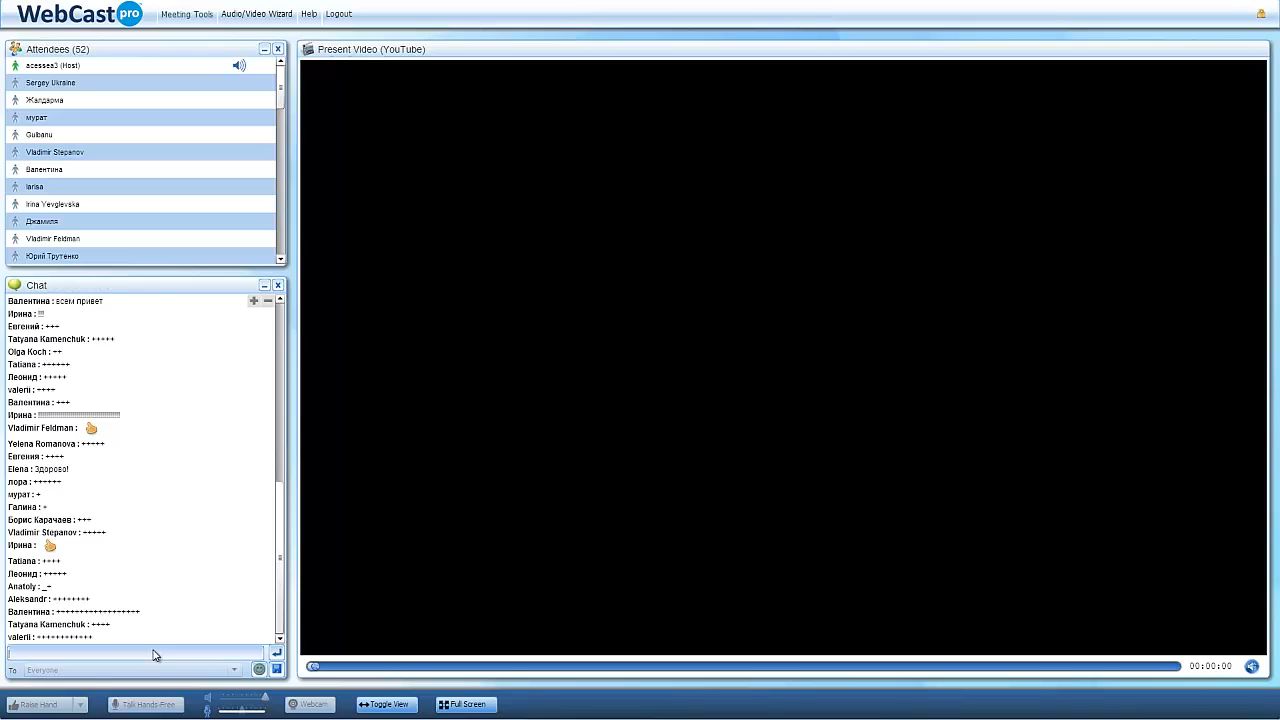 WebCast pro Meeting Tools Audio/Video Wizard Help Logout
Attendees (52)
acessea3 (Host)
Sergey Ukraine
Жалдарма
мурат
Gulbanu
Vladimir Stepanov
Валентина
larisa
Irina Yevglevska
Джамиля
Vladimir Feldman
Юрий Трутенко
Chat
Валентина : всем привет
Ирина : !!!
Евгений : +++
Tatyana Kamenchuk : +++++
Olga Koch : ++
Tatiana : ++++++
Леонид : +++++
valerii : ++++
Валентина : +++
Vladimir Feldman :
Yelena Romanova : +++++
Евгения : ++++
Elena : Здорово!
лора : ++++++
мурат : +
Галина : +
Борис Карачаев : +++
Vladimir Stepanov : +++++
Ирина :
Tatiana : ++++
Леонид : +++++
Anatoly : _+
Aleksandr : ++++++++
Валентина : ++++++++++++++++++
Tatyana Kamenchuk : ++++
valerii : ++++++++++++
To Everyone
Present Video (YouTube)
00:00:00
Raise Hand Talk Hands-Free Webcam Toggle View Full Screen